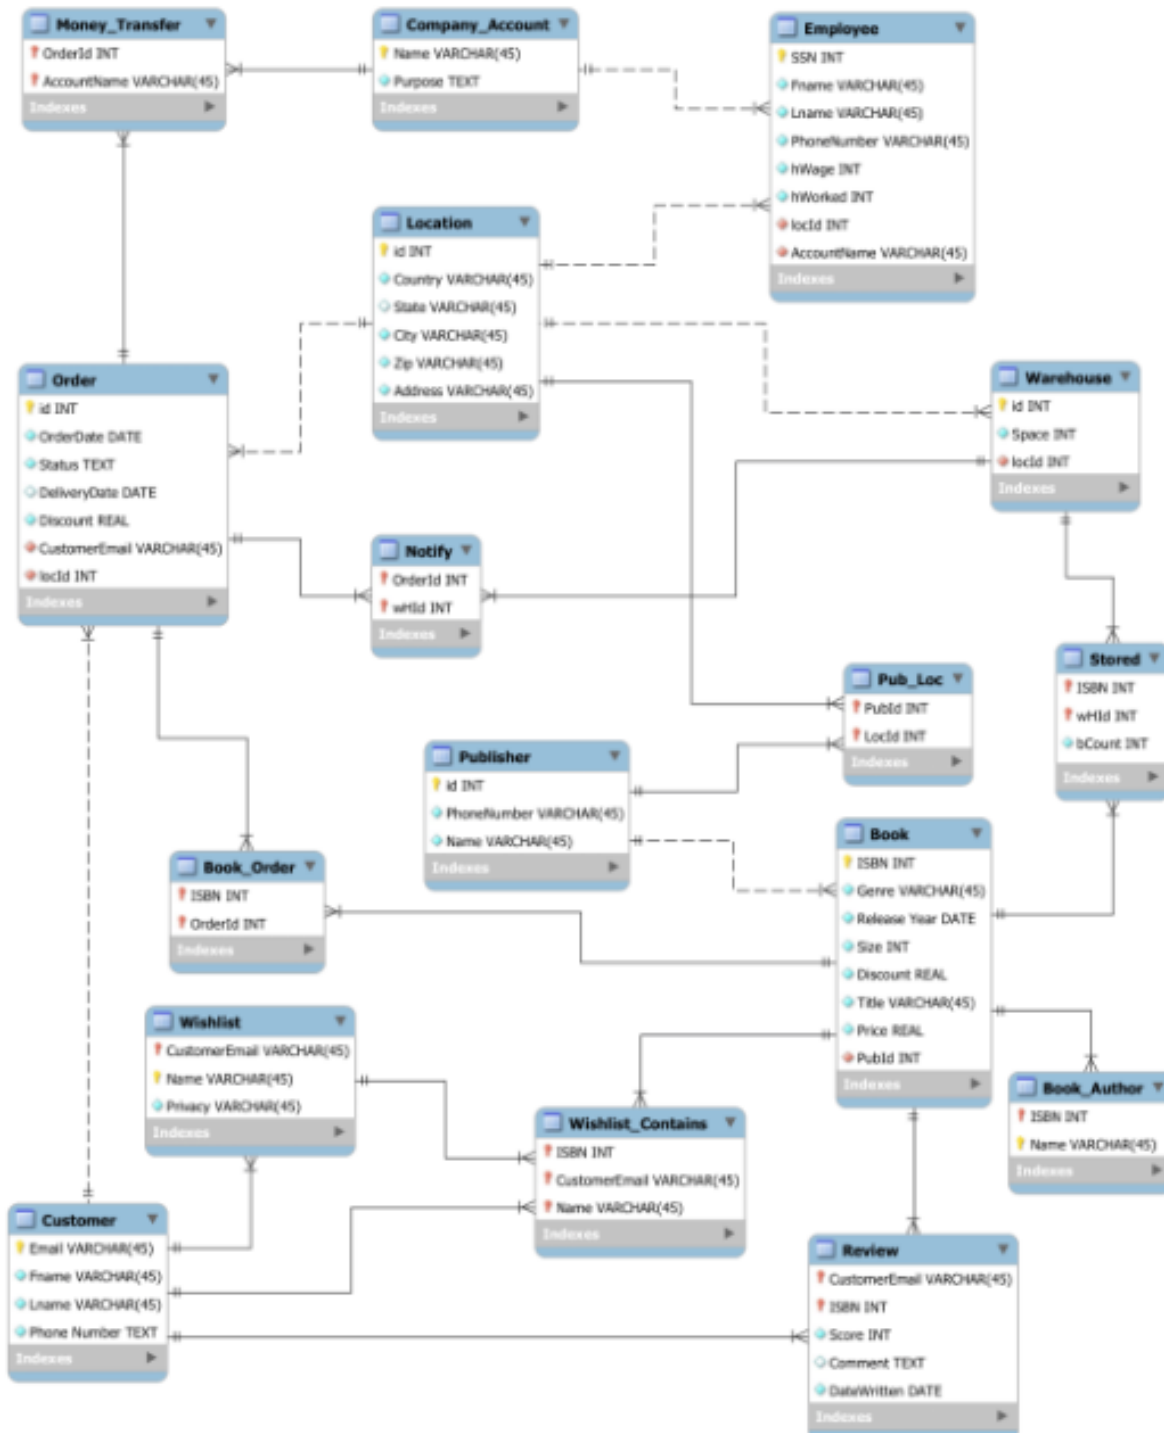 Money_Transfer
OrderId INT
AccountName VARCHAR(45)
Indexes
Company_Account
Name VARCHAR(45)
Purpose TEXT
Indexes
Employee
SSN INT
Fname VARCHAR(45)
Lname VARCHAR(45)
PhoneNumber VARCHAR(45)
hWage INT
hWorked INT
locId INT
AccountName VARCHAR(45)
Indexes
Location
id INT
Country VARCHAR(45)
State VARCHAR(45)
City VARCHAR(45)
Zip VARCHAR(45)
Address VARCHAR(45)
Indexes
Order
id INT
OrderDate DATE
Status TEXT
DeliveryDate DATE
Discount REAL
CustomerEmail VARCHAR(45)
locId INT
Indexes
Warehouse
id INT
Space INT
locId INT
Indexes
Notify
OrderId INT
wHId INT
Indexes
Stored
ISBN INT
wHId INT
bCount INT
Indexes
Pub_Loc
PubId INT
LocId INT
Indexes
Publisher
id INT
PhoneNumber VARCHAR(45)
Name VARCHAR(45)
Indexes
Book
ISBN INT
Genre VARCHAR(45)
Release Year DATE
Size INT
Discount REAL
Title VARCHAR(45)
Price REAL
PubId INT
Indexes
Book_Order
ISBN INT
OrderId INT
Indexes
Wishlist
CustomerEmail VARCHAR(45)
Name VARCHAR(45)
Privacy VARCHAR(45)
Indexes
Book_Author
ISBN INT
Name VARCHAR(45)
Indexes
Wishlist_Contains
ISBN INT
CustomerEmail VARCHAR(45)
Name VARCHAR(45)
Indexes
Customer
Email VARCHAR(45)
Fname VARCHAR(45)
Lname VARCHAR(45)
Phone Number TEXT
Indexes
Review
CustomerEmail VARCHAR(45)
ISBN INT
Score INT
Comment TEXT
DateWritten DATE
Indexes